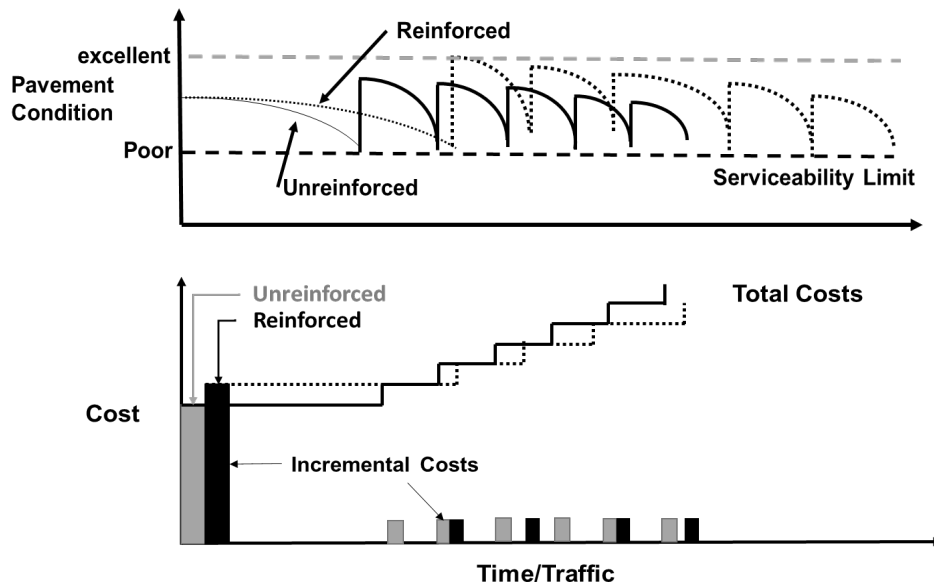 Reinforced
excellent
Pavement
Condition
Poor
Unreinforced
Serviceability Limit
Unreinforced
Reinforced
Total Costs
Cost
Incremental Costs
Time/Traffic